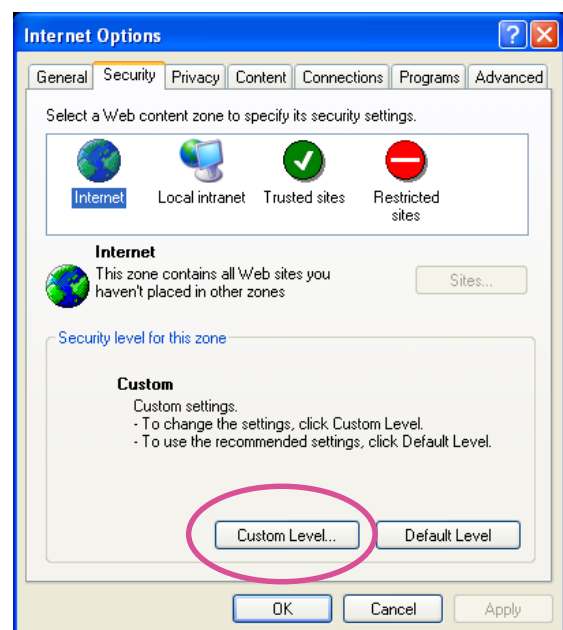 Internet Options
General Security Privacy Content Connections Programs Advanced
Select a Web content zone to specify its security settings.
Internet Local intranet Trusted sites Restricted sites
Internet
This zone contains all Web sites you
haven't placed in other zones
Sites...
Security level for this zone
Custom
Custom settings.
- To change the settings, click Custom Level.
- To use the recommended settings, click Default Level.
Custom Level... Default Level
OK Cancel Apply